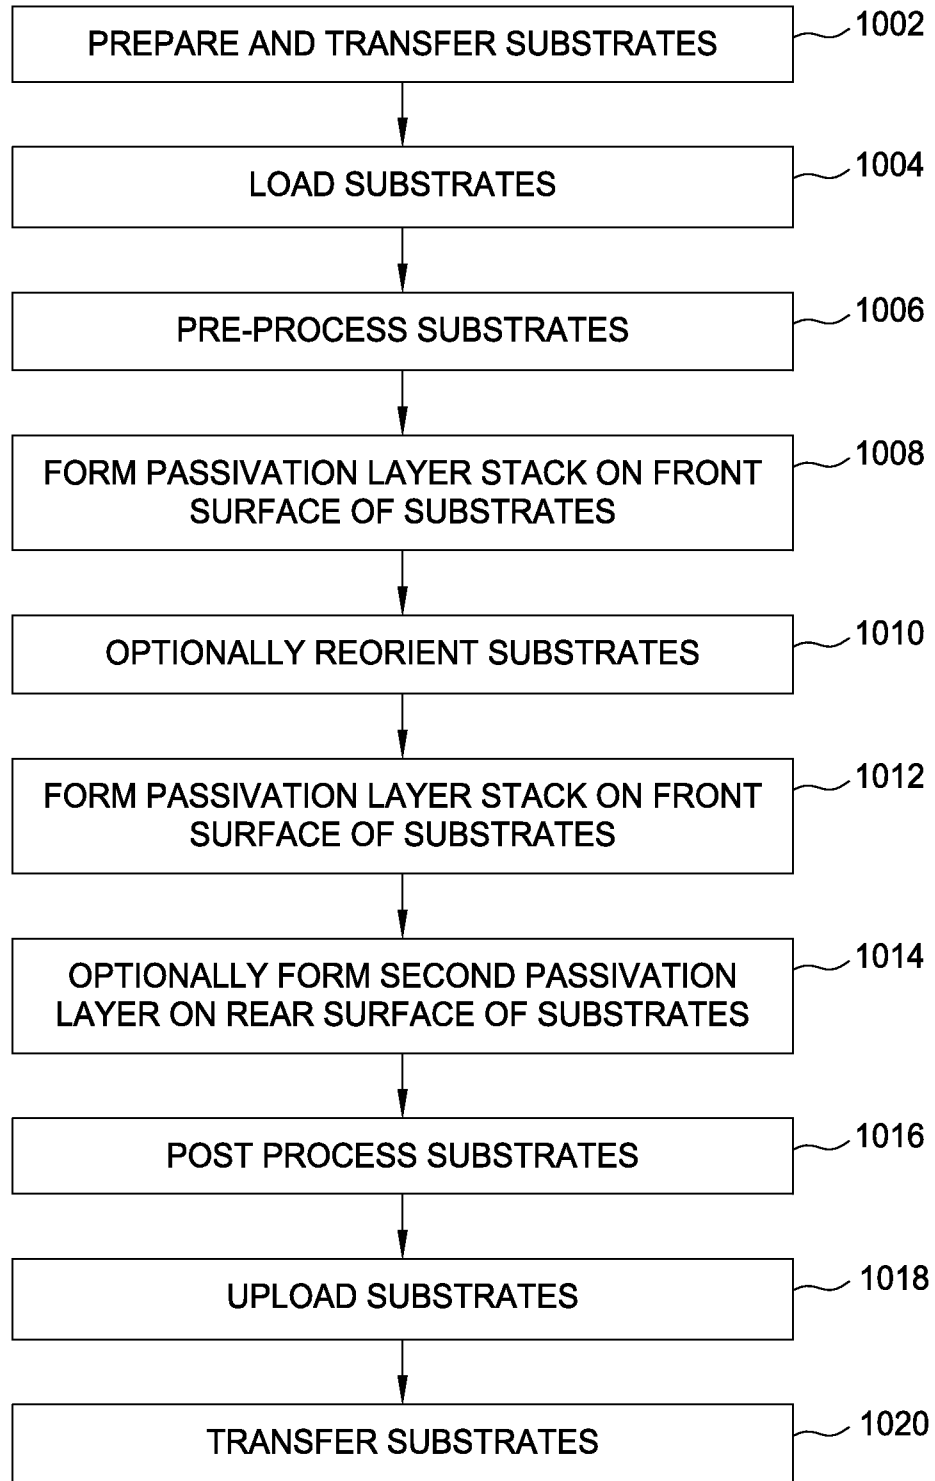 PREPARE AND TRANSFER SUBSTRATES
1002
LOAD SUBSTRATES
1004
PRE-PROCESS SUBSTRATES
1006
FORM PASSIVATION LAYER STACK ON FRONT
SURFACE OF SUBSTRATES
1008
OPTIONALLY REORIENT SUBSTRATES
1010
FORM PASSIVATION LAYER STACK ON FRONT
SURFACE OF SUBSTRATES
1012
OPTIONALLY FORM SECOND PASSIVATION
LAYER ON REAR SURFACE OF SUBSTRATES
1014
POST PROCESS SUBSTRATES
1016
UPLOAD SUBSTRATES
1018
TRANSFER SUBSTRATES
1020